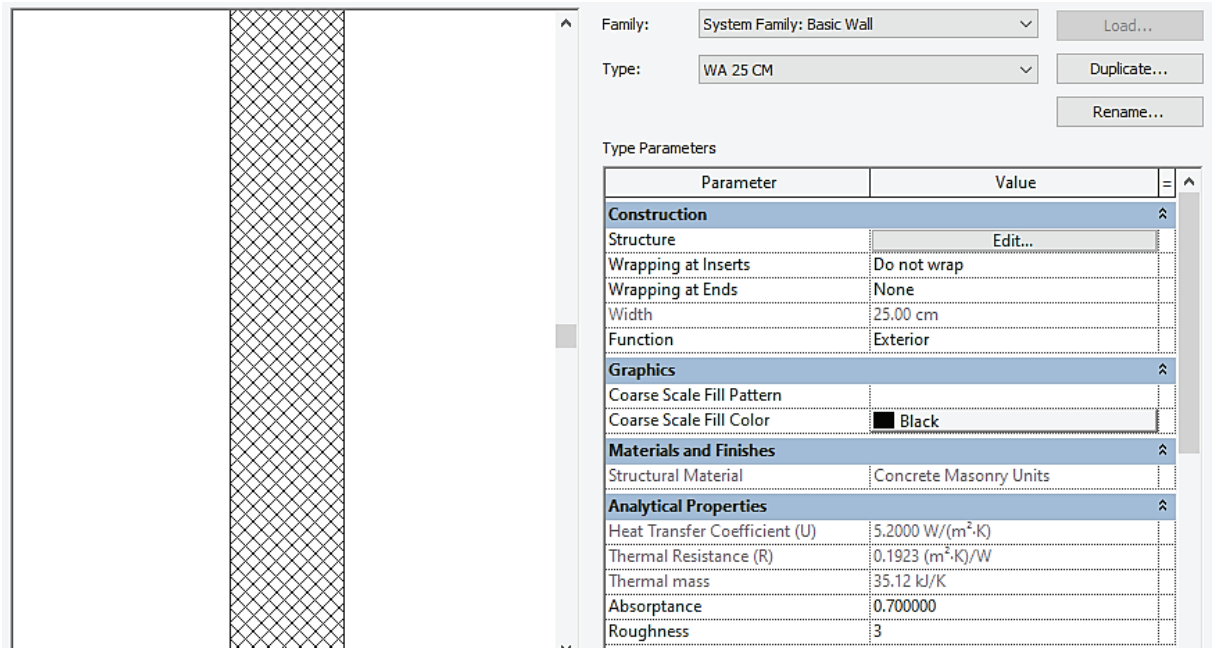 Family: System Family: Basic Wall Load...
Type: WA 25 CM Duplicate...
Rename...
Type Parameters
Parameter Value =
Construction
Structure Edit...
Wrapping at Inserts Do not wrap
Wrapping at Ends None
Width 25.00 cm
Function Exterior
Graphics
Coarse Scale Fill Pattern
Coarse Scale Fill Color Black
Materials and Finishes
Structural Material Concrete Masonry Units
Analytical Properties
Heat Transfer Coefficient (U) 5.2000 W/(m²·K)
Thermal Resistance (R) 0.1923 (m²·K)/W
Thermal mass 35.12 kJ/K
Absorptance 0.700000
Roughness 3